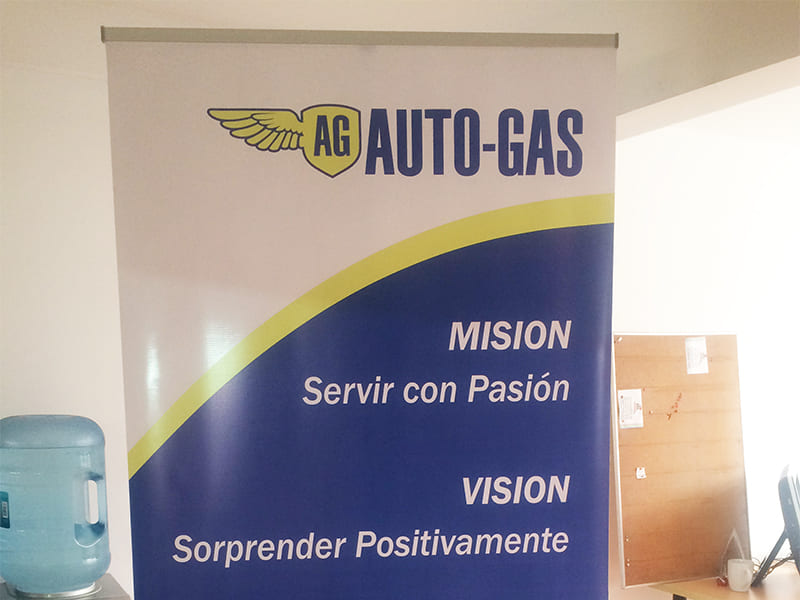 AG AUTO-GAS
MISION
Servir con Pasión
VISION
Sorprender Positivamente